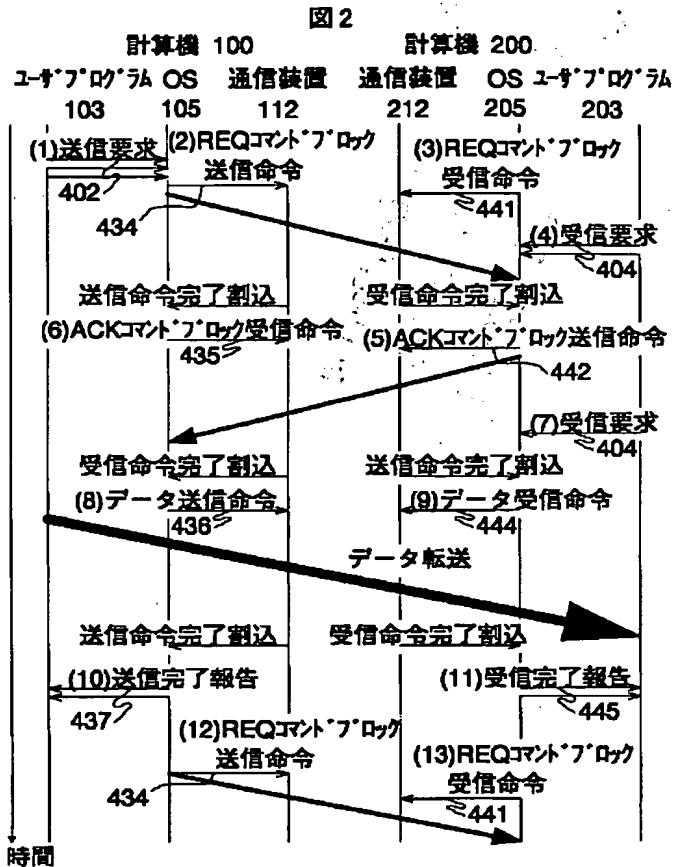 図2
計算機 100 計算機 200
ユーザプログラム OS 通信装置 通信装置 OS ユーザプログラム
103 105 112 212 205 203
(1)送信要求
402
(2)REQコマンドブロック
送信命令
434
(3)REQコマンドブロック
受信命令
441
(4)受信要求
404
送信命令完了割込 受信命令完了割込
(6)ACKコマンドブロック受信命令
435
(5)ACKコマンドブロック送信命令
442
(7)受信要求
404
受信命令完了割込 送信命令完了割込
(8)データ送信命令
436
(9)データ受信命令
444
データ転送
送信命令完了割込 受信命令完了割込
(10)送信完了報告
437
(11)受信完了報告
445
(12)REQコマンドブロック
送信命令
434
(13)REQコマンドブロック
受信命令
441
時間